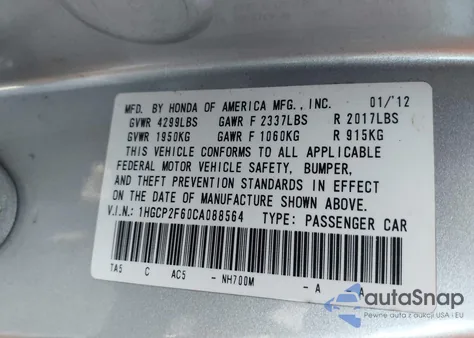 MFD. BY HONDA OF AMERICA MFG., INC. 01/'12
GVWR 4299LBS GAWR F 2337LBS R 2017LBS
GVWR 1950KG GAWR F 1060KG R 915KG
THIS VEHICLE CONFORMS TO ALL APPLICABLE
FEDERAL MOTOR VEHICLE SAFETY, BUMPER,
AND THEFT PREVENTION STANDARDS IN EFFECT
ON THE DATE OF MANUFACTURE SHOWN ABOVE.
V.I.N.: 1HGCP2F60CA088564 TYPE: PASSENGER CAR
TA5 C AC5 - NH700M - A A
autoSnap
Pewne auta z aukcji USA i EU